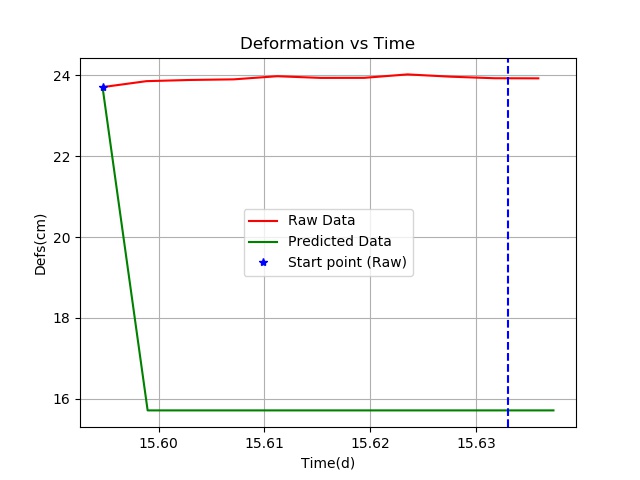 Deformation vs Time
24
22
20
18
16
Defs(cm)
Raw Data
Predicted Data
Start point (Raw)
15.60 15.61 15.62 15.63
Time(d)